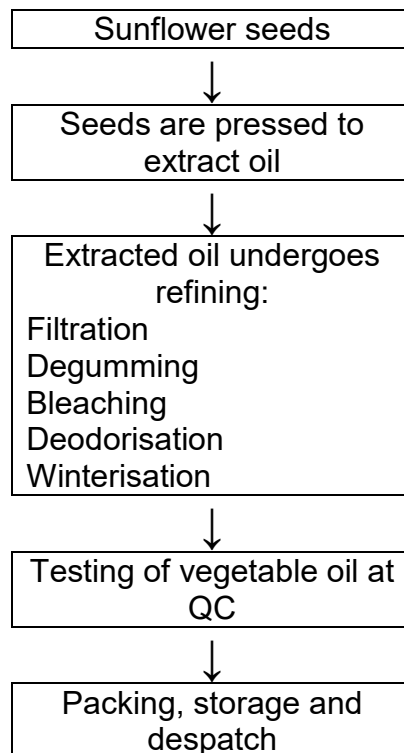 Sunflower seeds
↓
Seeds are pressed to
extract oil
↓
Extracted oil undergoes
refining:
Filtration
Degumming
Bleaching
Deodorisation
Winterisation
↓
Testing of vegetable oil at
QC
↓
Packing, storage and
despatch